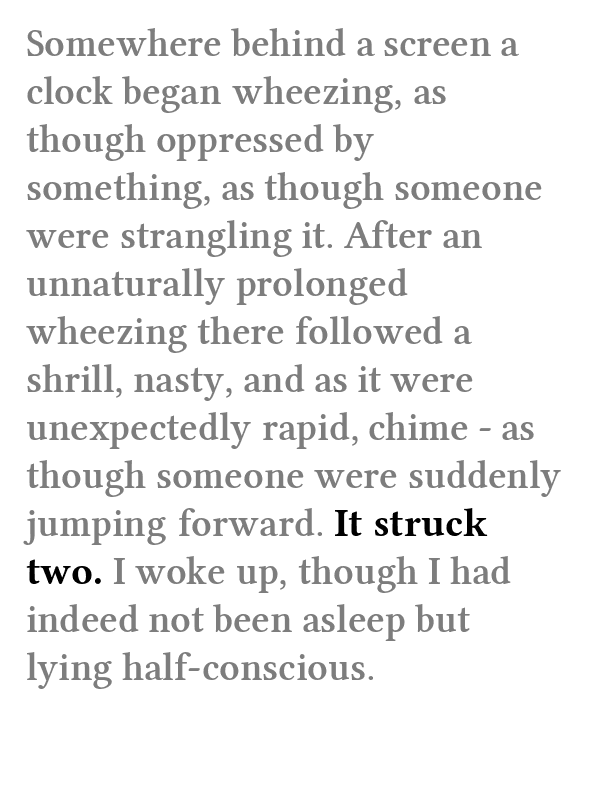 Somewhere behind a screen a
clock began wheezing, as
though oppressed by
something, as though someone
were strangling it. After an
unnaturally prolonged
wheezing there followed a
shrill, nasty, and as it were
unexpectedly rapid, chime - as
though someone were suddenly
jumping forward. It struck
two. I woke up, though I had
indeed not been asleep but
lying half-conscious.